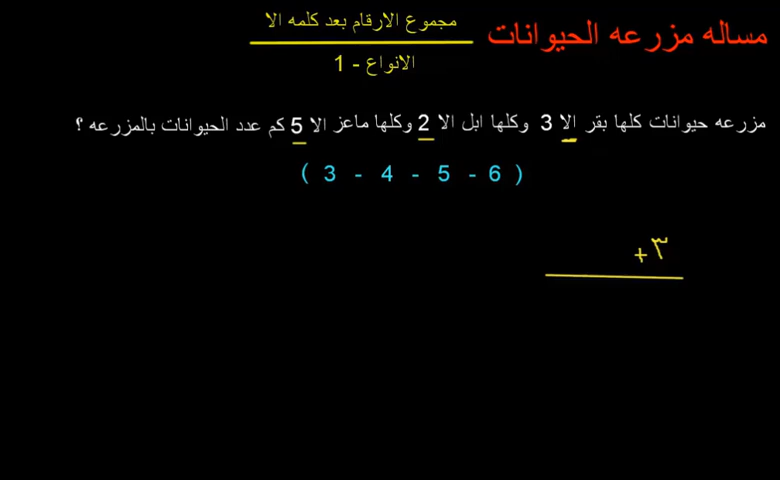 مساله مزرعه الحيوانات
مجموع الارقام بعد كلمه الا
الانواع - 1
مزرعه حيوانات كلها بقر الا 3 وكلها ابل الا 2 وكلها ماعز الا 5 كم عدد الحيوانات بالمزرعه ؟
( 3 - 4 - 5 - 6 )
٣ +